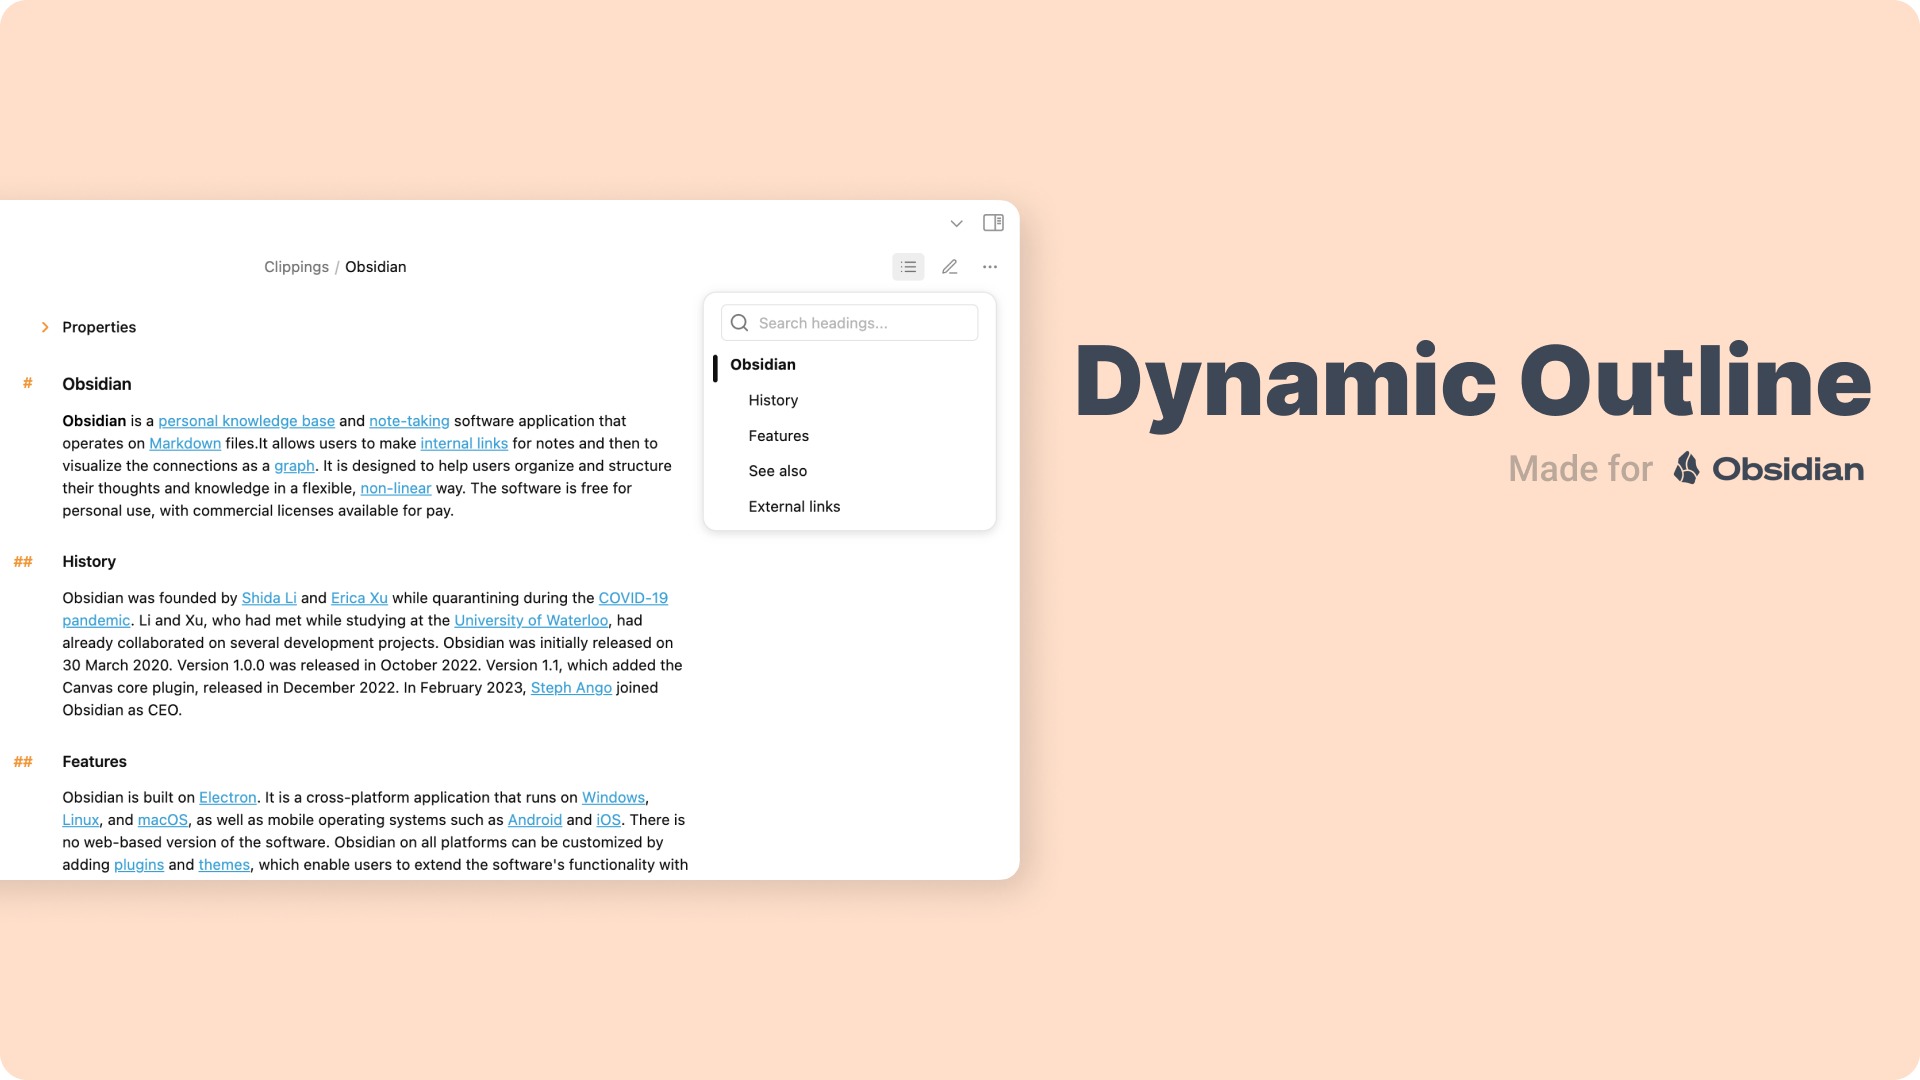 Clippings / Obsidian
Properties
# Obsidian
Obsidian is a personal knowledge base and note-taking software application that
operates on Markdown files.It allows users to make internal links for notes and then to
visualize the connections as a graph. It is designed to help users organize and structure
their thoughts and knowledge in a flexible, non-linear way. The software is free for
personal use, with commercial licenses available for pay.
## History
Obsidian was founded by Shida Li and Erica Xu while quarantining during the COVID-19
pandemic. Li and Xu, who had met while studying at the University of Waterloo, had
already collaborated on several development projects. Obsidian was initially released on
30 March 2020. Version 1.0.0 was released in October 2022. Version 1.1, which added the
Canvas core plugin, released in December 2022. In February 2023, Steph Ango joined
Obsidian as CEO.
## Features
Obsidian is built on Electron. It is a cross-platform application that runs on Windows,
Linux, and macOS, as well as mobile operating systems such as Android and iOS. There is
no web-based version of the software. Obsidian on all platforms can be customized by
adding plugins and themes, which enable users to extend the software's functionality with
Search headings...
Obsidian
History
Features
See also
External links
Dynamic Outline
Made for Obsidian